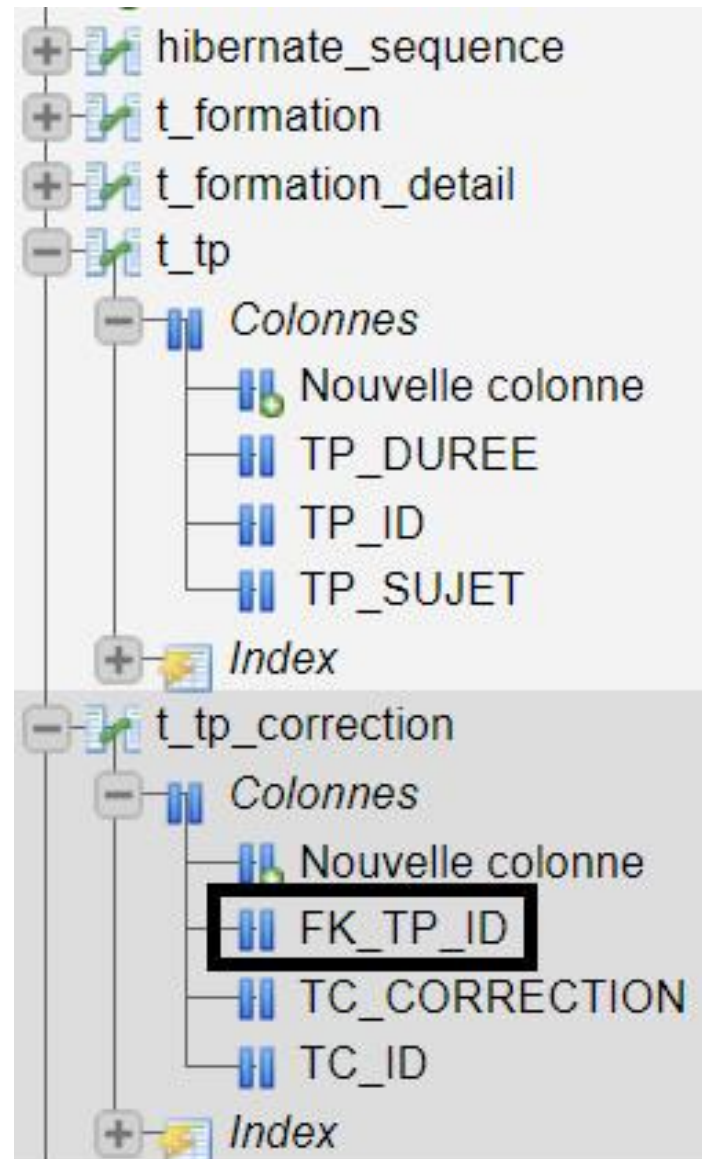 hibernate_sequence
t_formation
t_formation_detail
t_tp
Colonnes
Nouvelle colonne
TP_DUREE
TP_ID
TP_SUJET
Index
t_tp_correction
Colonnes
Nouvelle colonne
FK_TP_ID
TC_CORRECTION
TC_ID
Index